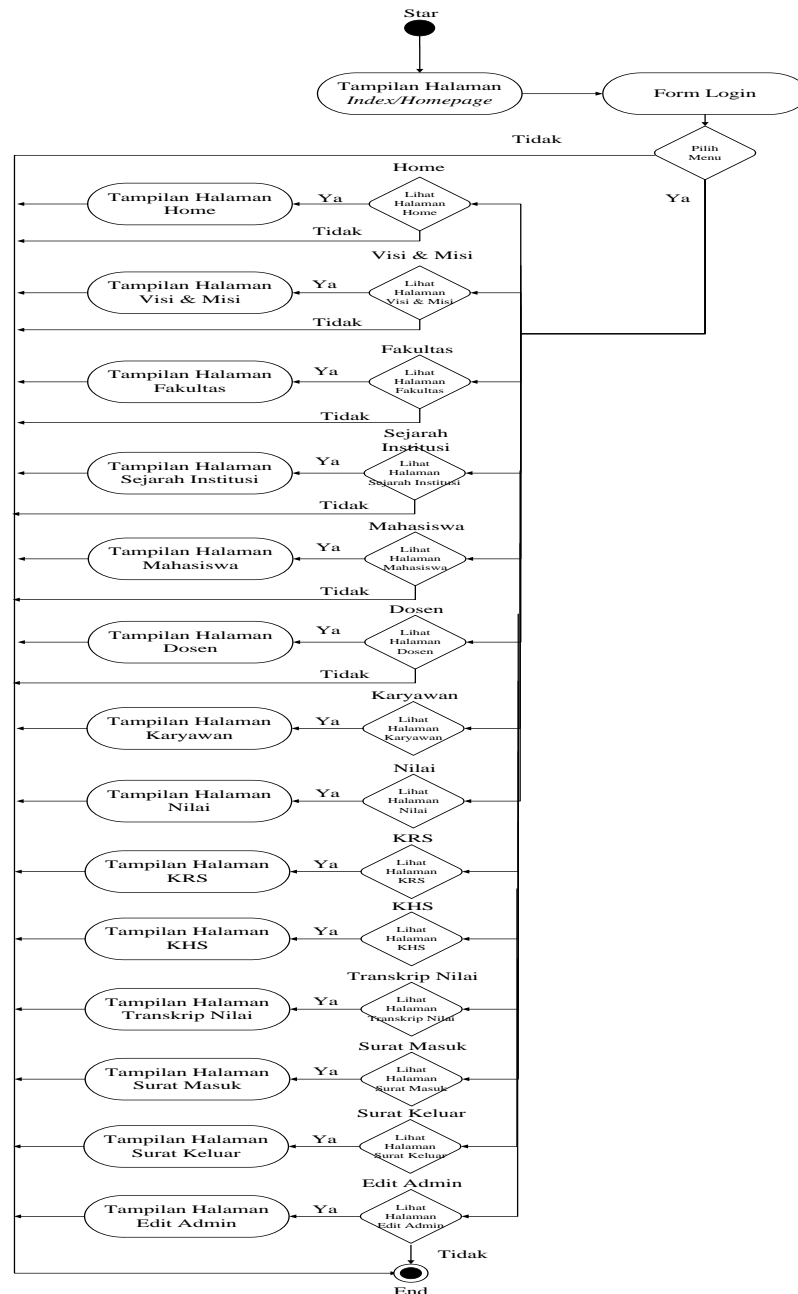 Star
Tampilan Halaman
Index/Homepage
Form Login
Tidak
Pilih
Menu
Ya
Home
Lihat
Halaman
Home
Ya
Tampilan Halaman
Home
Tidak
Visi & Misi
Lihat
Halaman
Visi & Misi
Ya
Tampilan Halaman
Visi & Misi
Tidak
Fakultas
Lihat
Halaman
Fakultas
Ya
Tampilan Halaman
Fakultas
Tidak
Sejarah
Institusi
Lihat
Halaman
Sejarah Institusi
Ya
Tampilan Halaman
Sejarah Institusi
Tidak
Mahasiswa
Lihat
Halaman
Mahasiswa
Ya
Tampilan Halaman
Mahasiswa
Tidak
Dosen
Lihat
Halaman
Dosen
Ya
Tampilan Halaman
Dosen
Tidak
Karyawan
Lihat
Halaman
Karyawan
Ya
Tampilan Halaman
Karyawan
Nilai
Lihat
Halaman
Nilai
Ya
Tampilan Halaman
Nilai
KRS
Lihat
Halaman
KRS
Ya
Tampilan Halaman
KRS
KHS
Lihat
Halaman
KHS
Ya
Tampilan Halaman
KHS
Transkrip Nilai
Lihat
Halaman
Transkrip Nilai
Ya
Tampilan Halaman
Transkrip Nilai
Surat Masuk
Lihat
Halaman
Surat Masuk
Ya
Tampilan Halaman
Surat Masuk
Surat Keluar
Lihat
Halaman
Surat Keluar
Ya
Tampilan Halaman
Surat Keluar
Edit Admin
Lihat
Halaman
Edit Admin
Ya
Tampilan Halaman
Edit Admin
Tidak
End